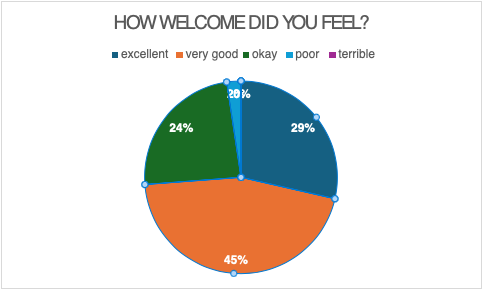 HOW WELCOME DID YOU FEEL?
excellent very good okay poor terrible
29%
24%
45%